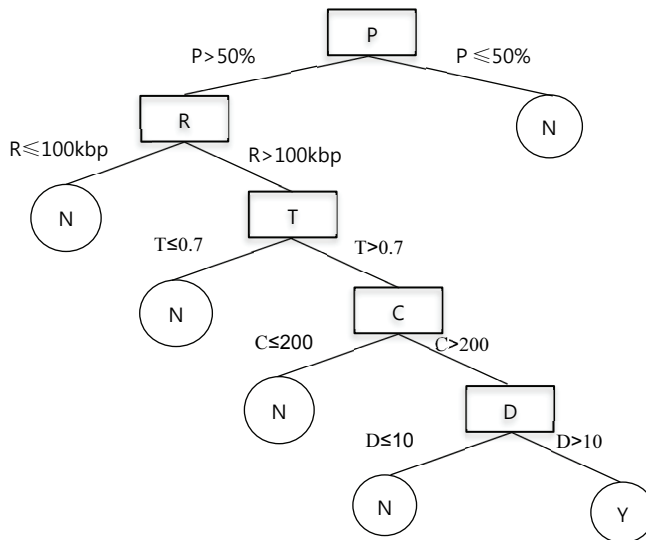 P
P>50%
P ≤50%
R
N
R≤100kbp
R>100kbp
N
T
T≤0.7
T>0.7
N
C
C≤200
C>200
N
D
D≤10
D>10
N
Y